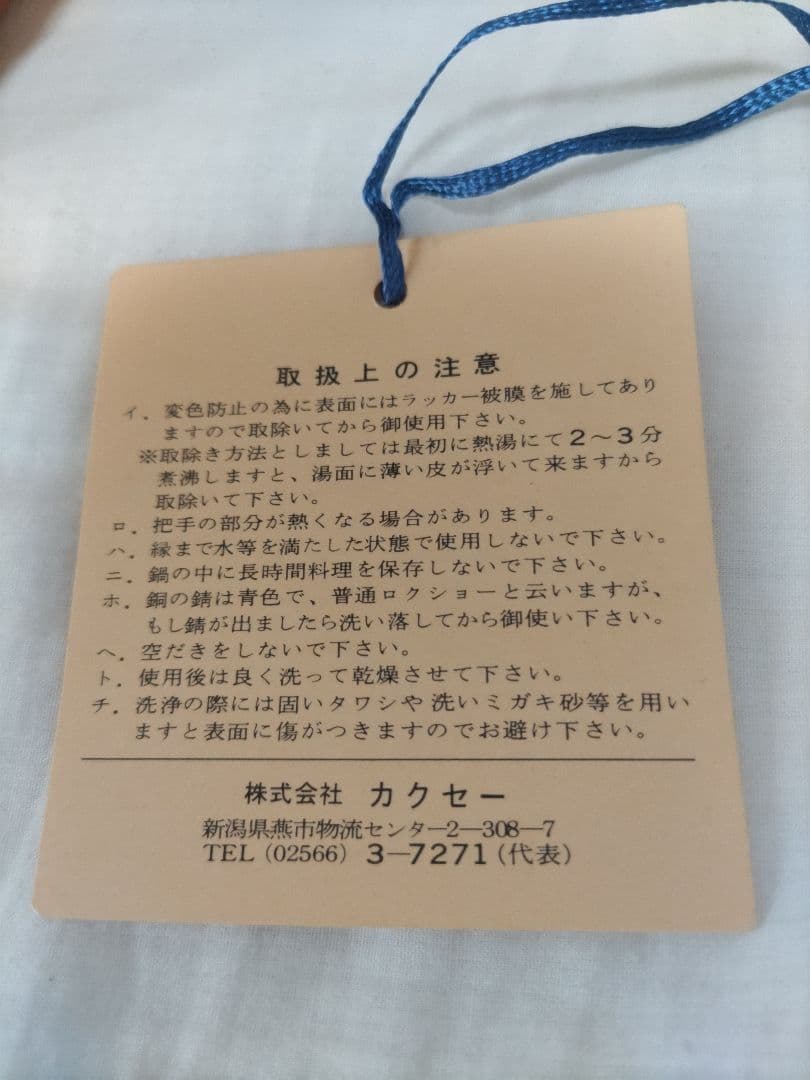 取扱上の注意
イ．変色防止の為に表面にはラッカー被膜を施してあり
ますので取除いてから御使用下さい。
※取除き方法としましては最初に熱湯にて2〜3分
煮沸しますと、湯面に薄い皮が浮いて来ますから
取除いて下さい。
ロ．把手の部分が熱くなる場合があります。
ハ．縁まで水等を満たした状態で使用しないで下さい。
ニ．鍋の中に長時間料理を保存しないで下さい。
ホ．銅の錆は青色で、普通ロクショーと云いますが、
もし錆が出ましたら洗い落してから御使い下さい。
ヘ．空だきをしないで下さい。
ト．使用後は良く洗って乾燥させて下さい。
チ．洗浄の際には固いタワシや洗いミガキ砂等を用い
ますと表面に傷がつきますのでお避け下さい。
株式会社 カクセー
新潟県燕市物流センター2—308—7
TEL (02566) 3—7271 (代表)